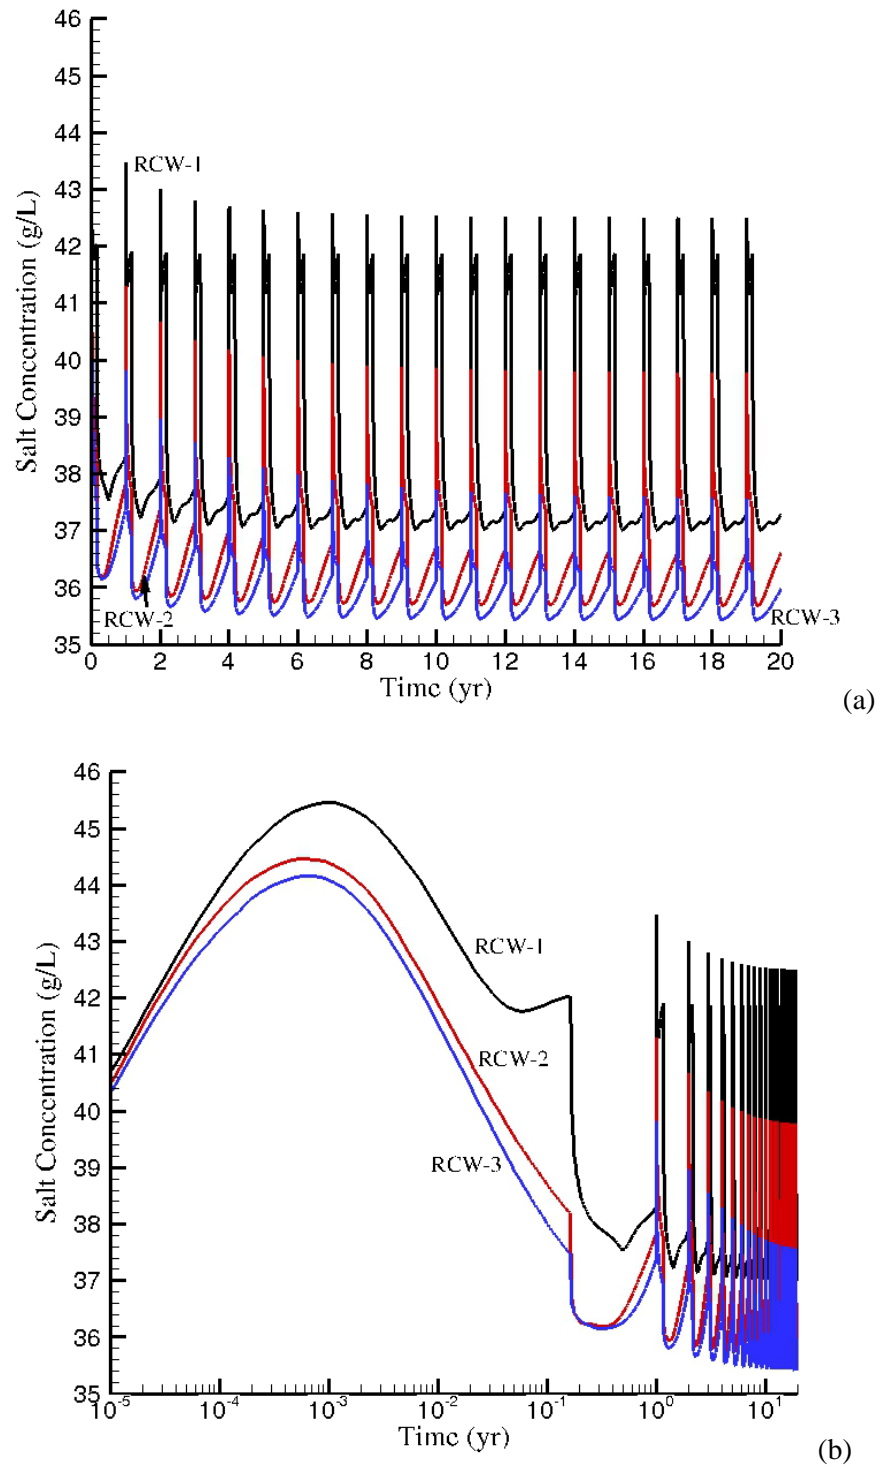 46
45
44
43
42
41
40
39
38
37
36
35
Salt Concentration (g/L)
RCW-1
RCW-2
RCW-3
0 2 4 6 8 10 12 14 16 18 20
Time (yr)
(a)
46
45
44
43
42
41
40
39
38
37
36
35
Salt Concentration (g/L)
RCW-1
RCW-2
RCW-3
10-5 10-4 10-3 10-2 10-1 100 101
Time (yr)
(b)